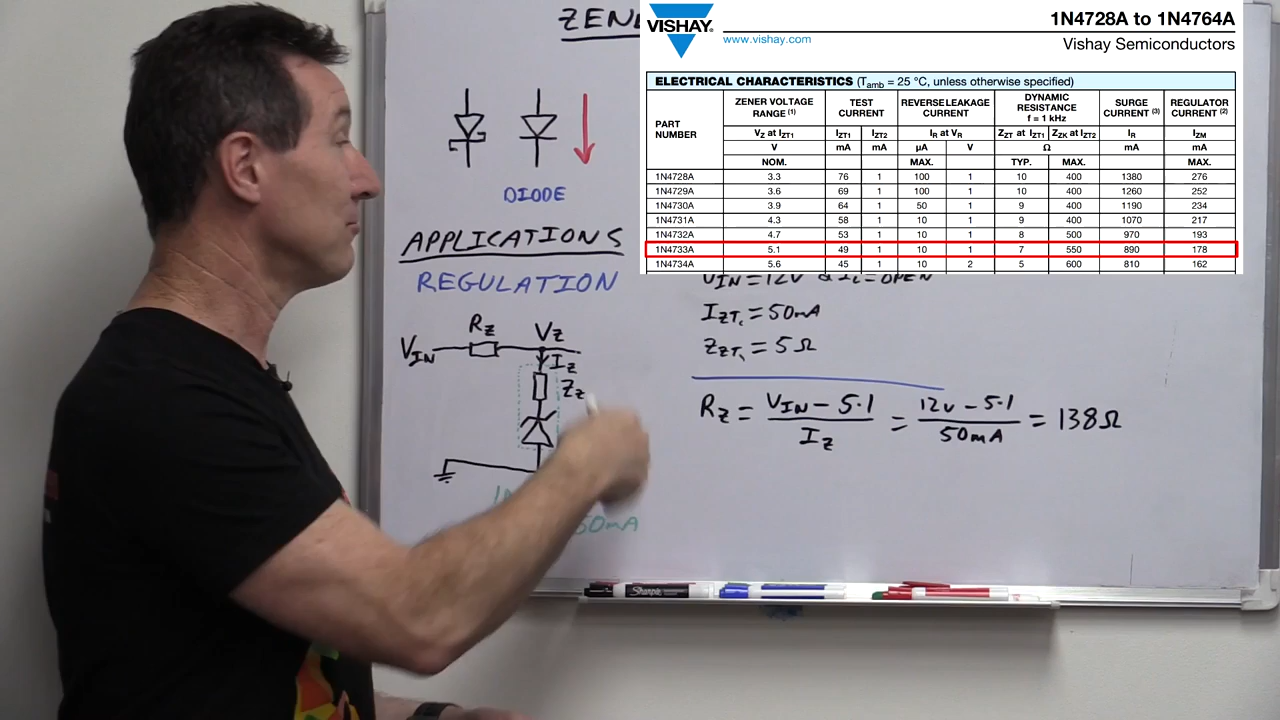 ZEN
VISHAY.
www.vishay.com
1N4728A to 1N4764A
Vishay Semiconductors
ELECTRICAL CHARACTERISTICS (Tamb = 25 °C, unless otherwise specified)
PART NUMBER ZENER VOLTAGE RANGE (1) TEST CURRENT REVERSE LEAKAGE CURRENT DYNAMIC RESISTANCE f = 1 kHz SURGE CURRENT (3) REGULATOR CURRENT (2)
VZ at IZT1 IZT1 IZT2 IR at VR ZZT at IZT1 ZZK at IZT2 IR IZM
V mA mA μA V Ω mA mA
NOM. MAX. TYP. MAX. MAX.
1N4728A 3.3 76 1 100 1 10 400 1380 276
1N4729A 3.6 69 1 100 1 10 400 1260 252
1N4730A 3.9 64 1 50 1 9 400 1190 234
1N4731A 4.3 58 1 10 1 9 400 1070 217
1N4732A 4.7 53 1 10 1 8 500 970 193
1N4733A 5.1 49 1 10 1 7 550 890 178
1N4734A 5.6 45 1 10 2 5 600 810 162
DIODE
APPLICATIONS
REGULATION
VIN RZ VZ
IZ
ZZ
50mA
VIN = 12V & IL = OPEN
IZT1 = 50mA
ZZT1 = 5Ω
RZ = VIN - 5.1 / IZ = 12V - 5.1 / 50mA = 138Ω
Sharpie